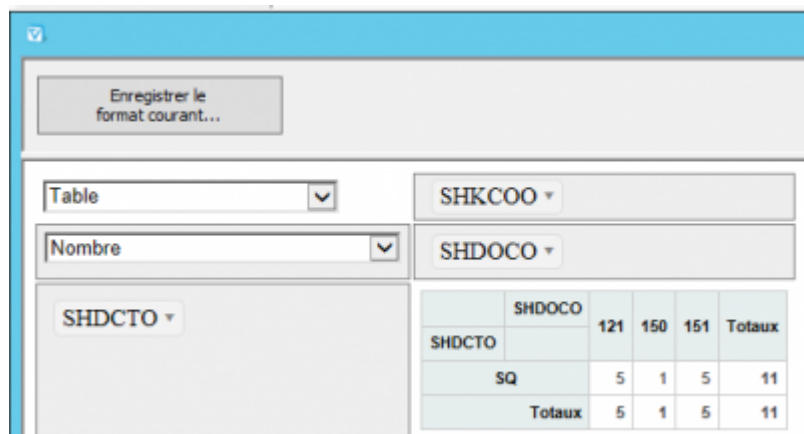 Enregistrer le
format courant...
Table
SHKCOO
Nombre
SHDOCO
SHDCTO
SHDOCO 121 150 151 Totaux
SHDCTO
SQ 5 1 5 11
Totaux 5 1 5 11